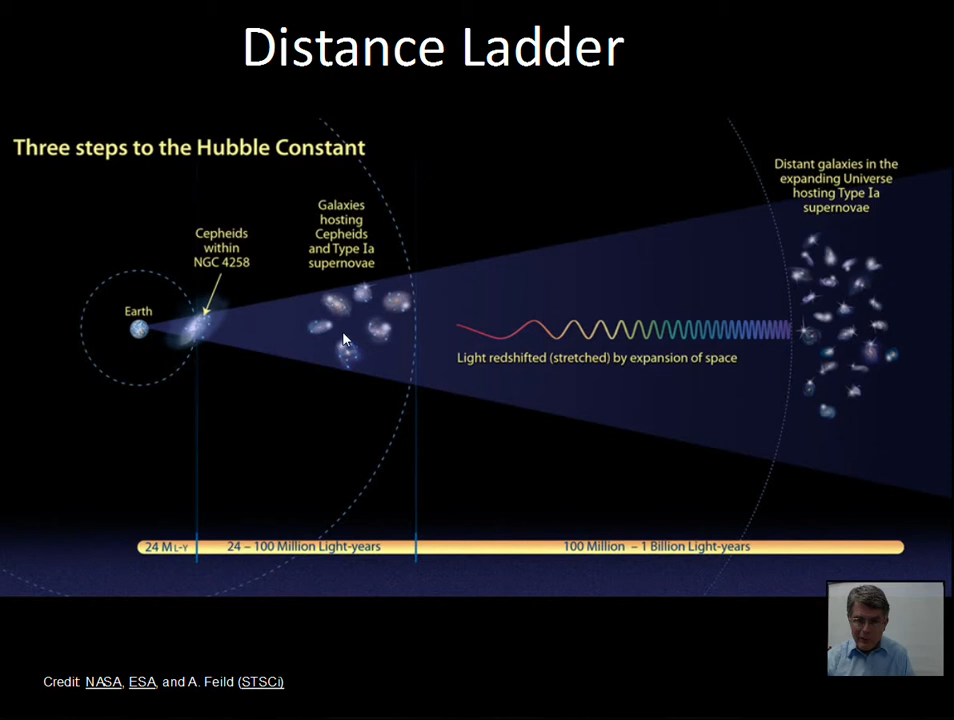 Distance Ladder
Three steps to the Hubble Constant
Distant galaxies in the
expanding Universe
hosting Type Ia
supernovae
Galaxies
hosting
Cepheids
and Type Ia
supernovae
Cepheids
within
NGC 4258
Earth
Light redshifted (stretched) by expansion of space
24 ML-Y
24 – 100 Million Light-years
100 Million – 1 Billion Light-years
Credit: NASA, ESA, and A. Feild (STSCi)